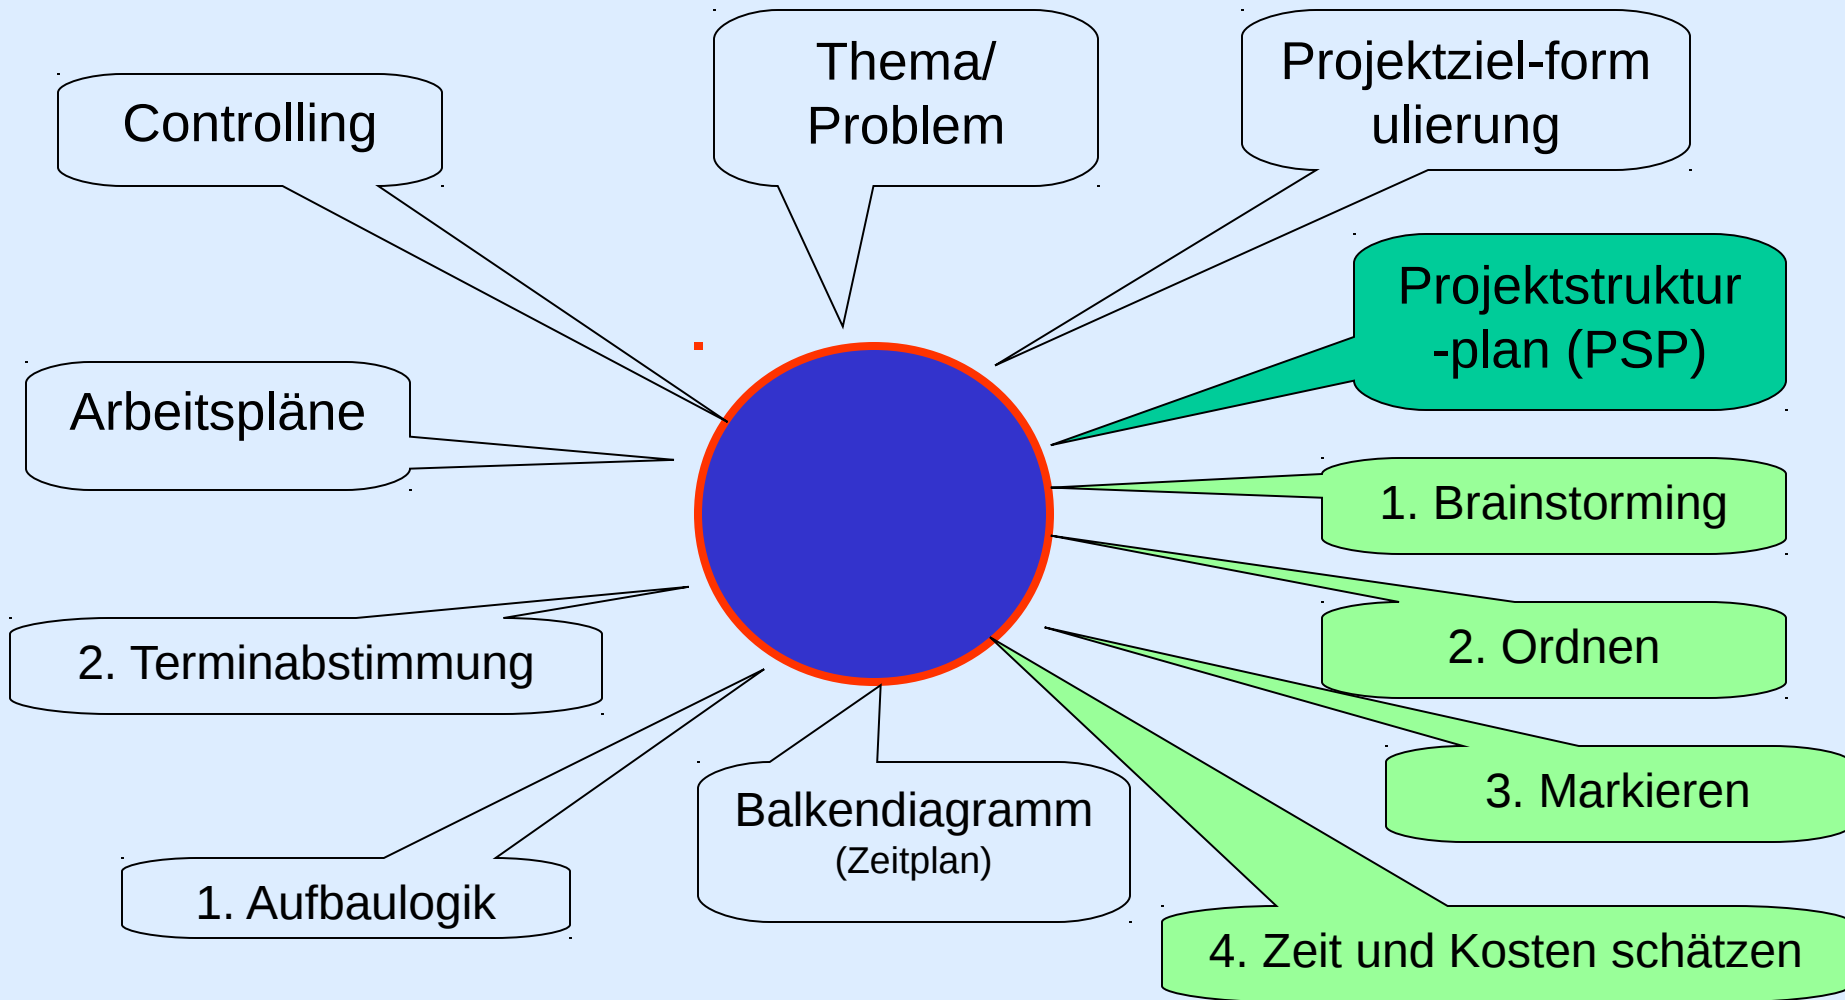 Thema/
Problem
Projektziel-form
ulierung
Controlling
Projektstruktur
-plan (PSP)
Arbeitspläne
1. Brainstorming
2. Ordnen
2. Terminabstimmung
3. Markieren
Balkendiagramm
(Zeitplan)
1. Aufbaulogik
4. Zeit und Kosten schätzen